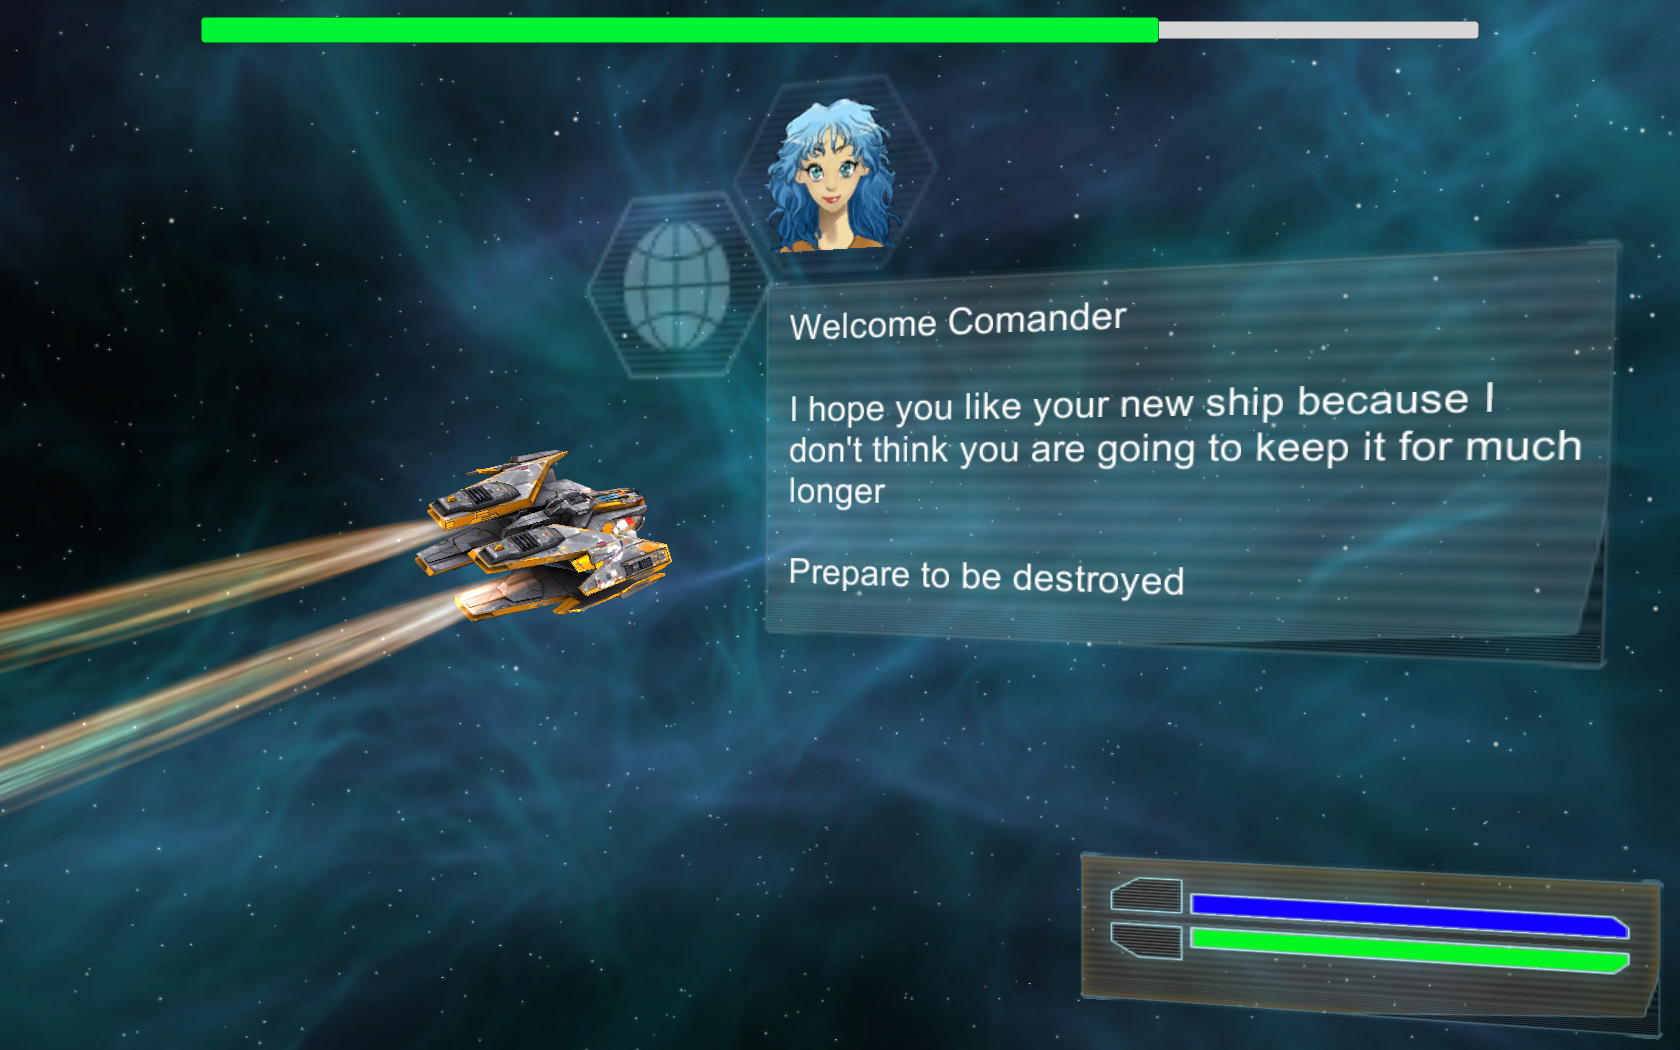 Welcome Comander
I hope you like your new ship because I
don't think you are going to keep it for much
longer
Prepare to be destroyed